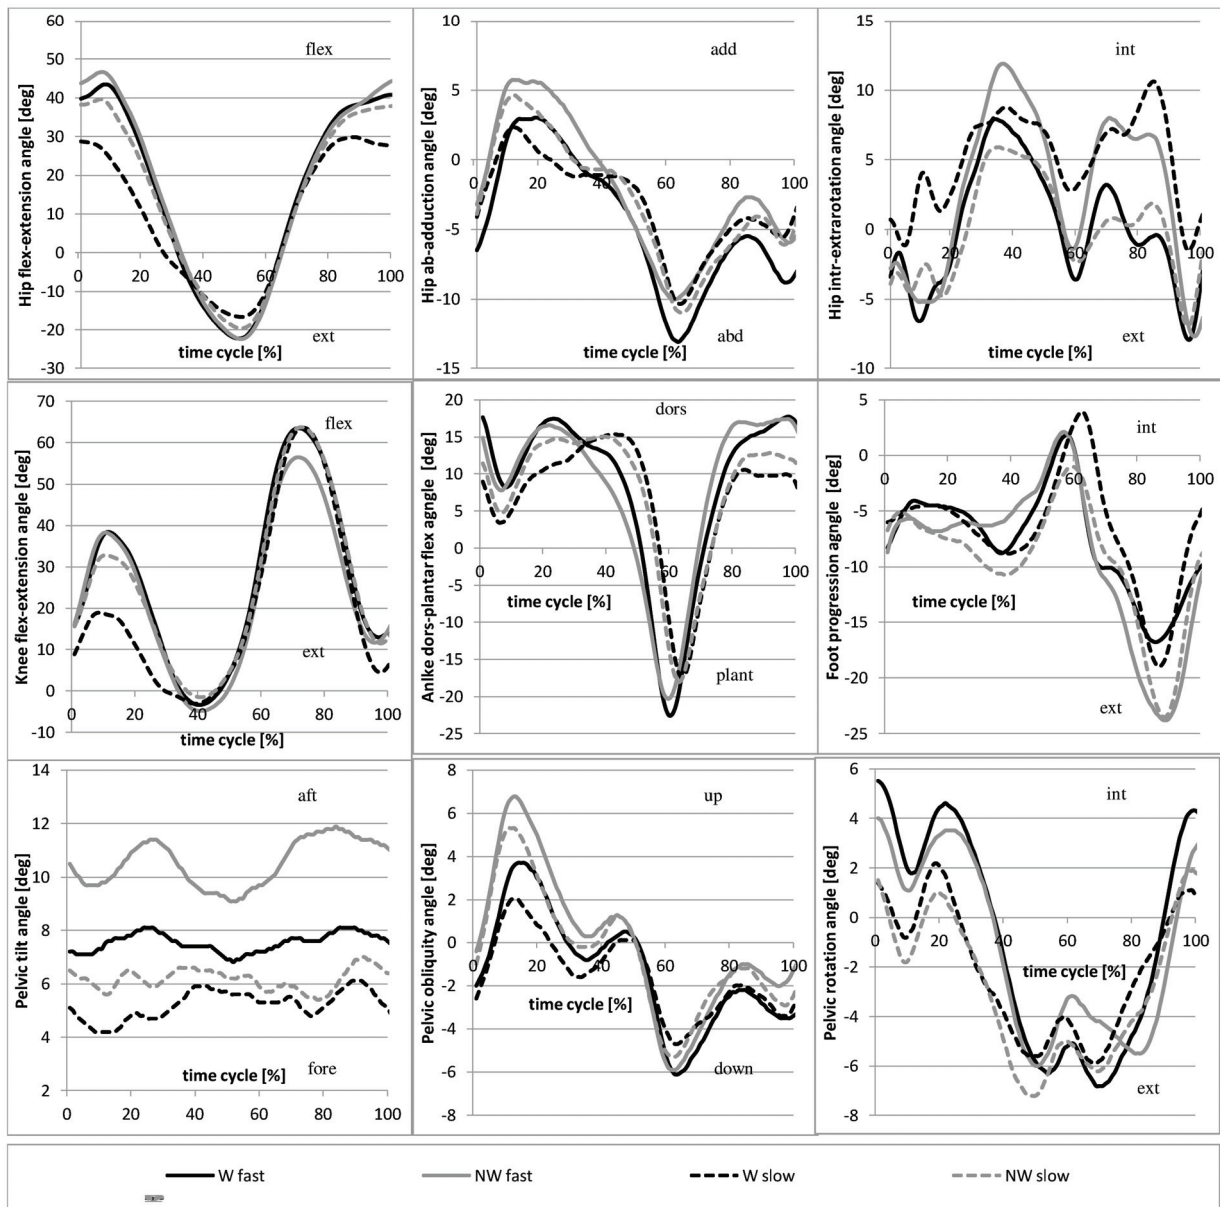 Hip flex-extension angle [deg]
60
50
40
30
20
10
0
-10
-20
-30
flex
0 20 40 60 80 100
ext
time cycle [%]
Hip ab-adduction angle [deg]
10
5
0
-5
-10
-15
add
0 20 40 60 80 100
abd
time cycle [%]
Hip intr-extrarotation angle [deg]
15
10
5
0
-5
-10
int
0 20 40 60 80 100
ext
time cycle [%]
Knee flex-extension angle [deg]
70
60
50
40
30
20
10
0
-10
flex
ext
0 20 40 60 80 100
time cycle [%]
Anlke dors-plantar flex agngle [deg]
20
15
10
5
0
-5
-10
-15
-20
-25
dors
0 20 40 60 80 100
time cycle [%]
plant
Foot progression agnle [deg]
5
0
-5
-10
-15
-20
-25
int
0 20 40 60 80 100
time cycle [%]
ext
Pelvic tilt angle [deg]
14
12
10
8
6
4
2
aft
fore
time cycle [%]
0 20 40 60 80 100
Pelvic obliquity angle [deg]
8
6
4
2
0
-2
-4
-6
-8
up
0 20 40 60 80 100
time cycle [%]
down
Pelvic rotation angle [deg]
6
4
2
0
-2
-4
-6
-8
int
0 20 40 60 80 100
time cycle [%]
ext
W fast NW fast W slow NW slow